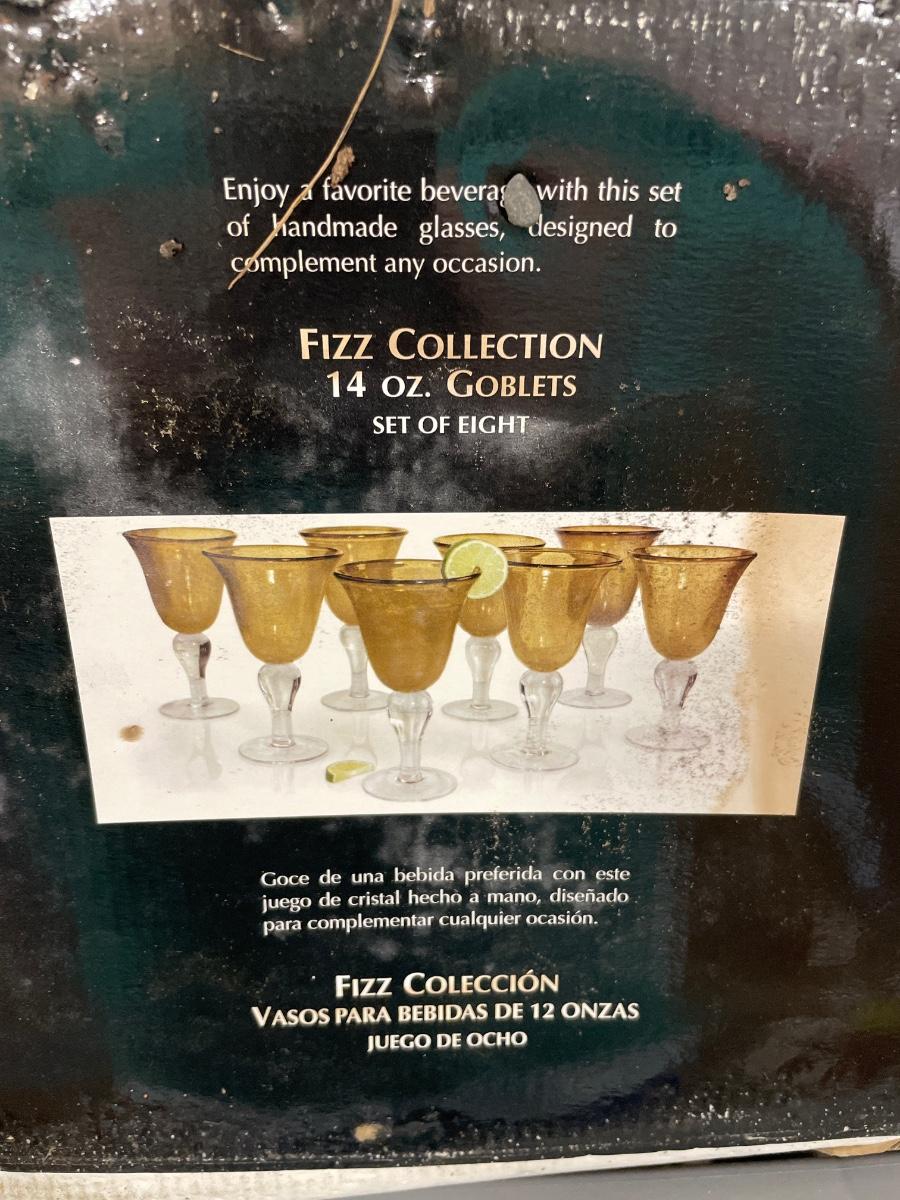 Enjoy a favorite beverage with this set
of handmade glasses, designed to
complement any occasion.
FIZZ COLLECTION
14 OZ. GOBLETS
SET OF EIGHT
Goce de una bebida preferida con este
juego de cristal hecho a mano, diseñado
para complementar cualquier ocasión.
FIZZ COLECCIÓN
VASOS PARA BEBIDAS DE 12 ONZAS
JUEGO DE OCHO